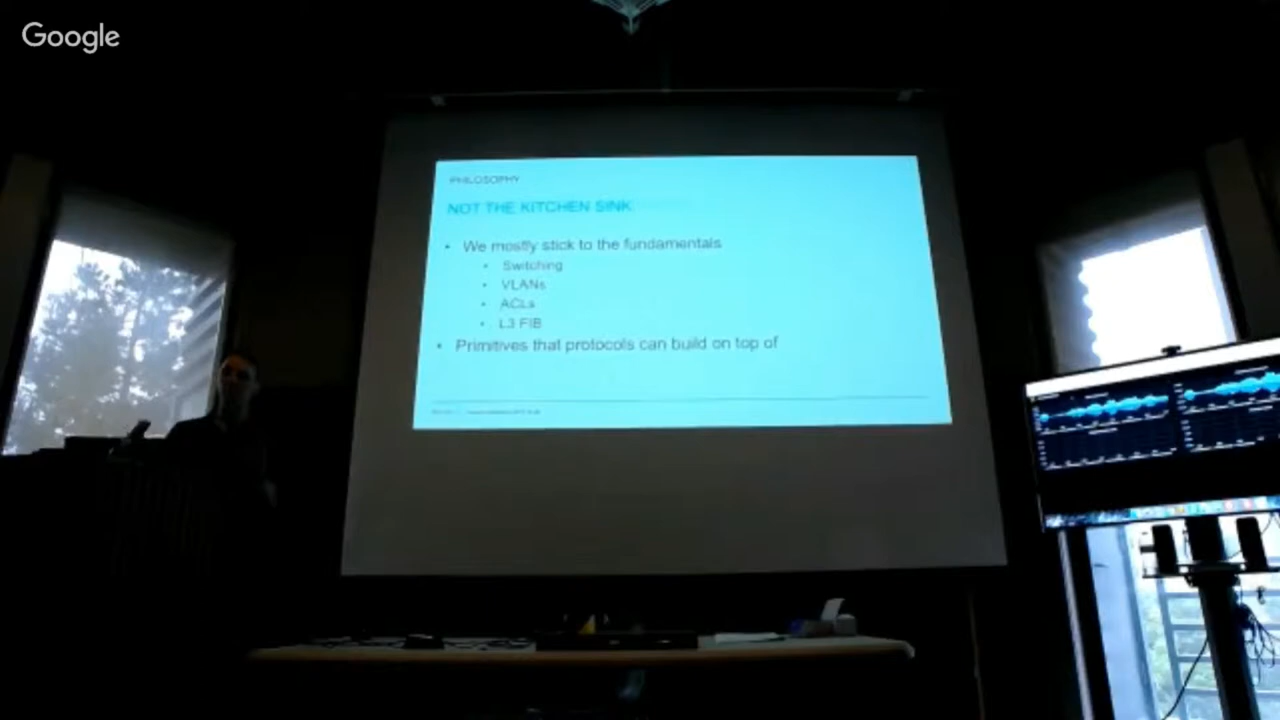 Google
PHILOSOPHY
NOT THE KITCHEN SINK
• We mostly stick to the fundamentals
• Switching
• VLANs
• ACLs
• L3 FIB
• Primitives that protocols can build on top of